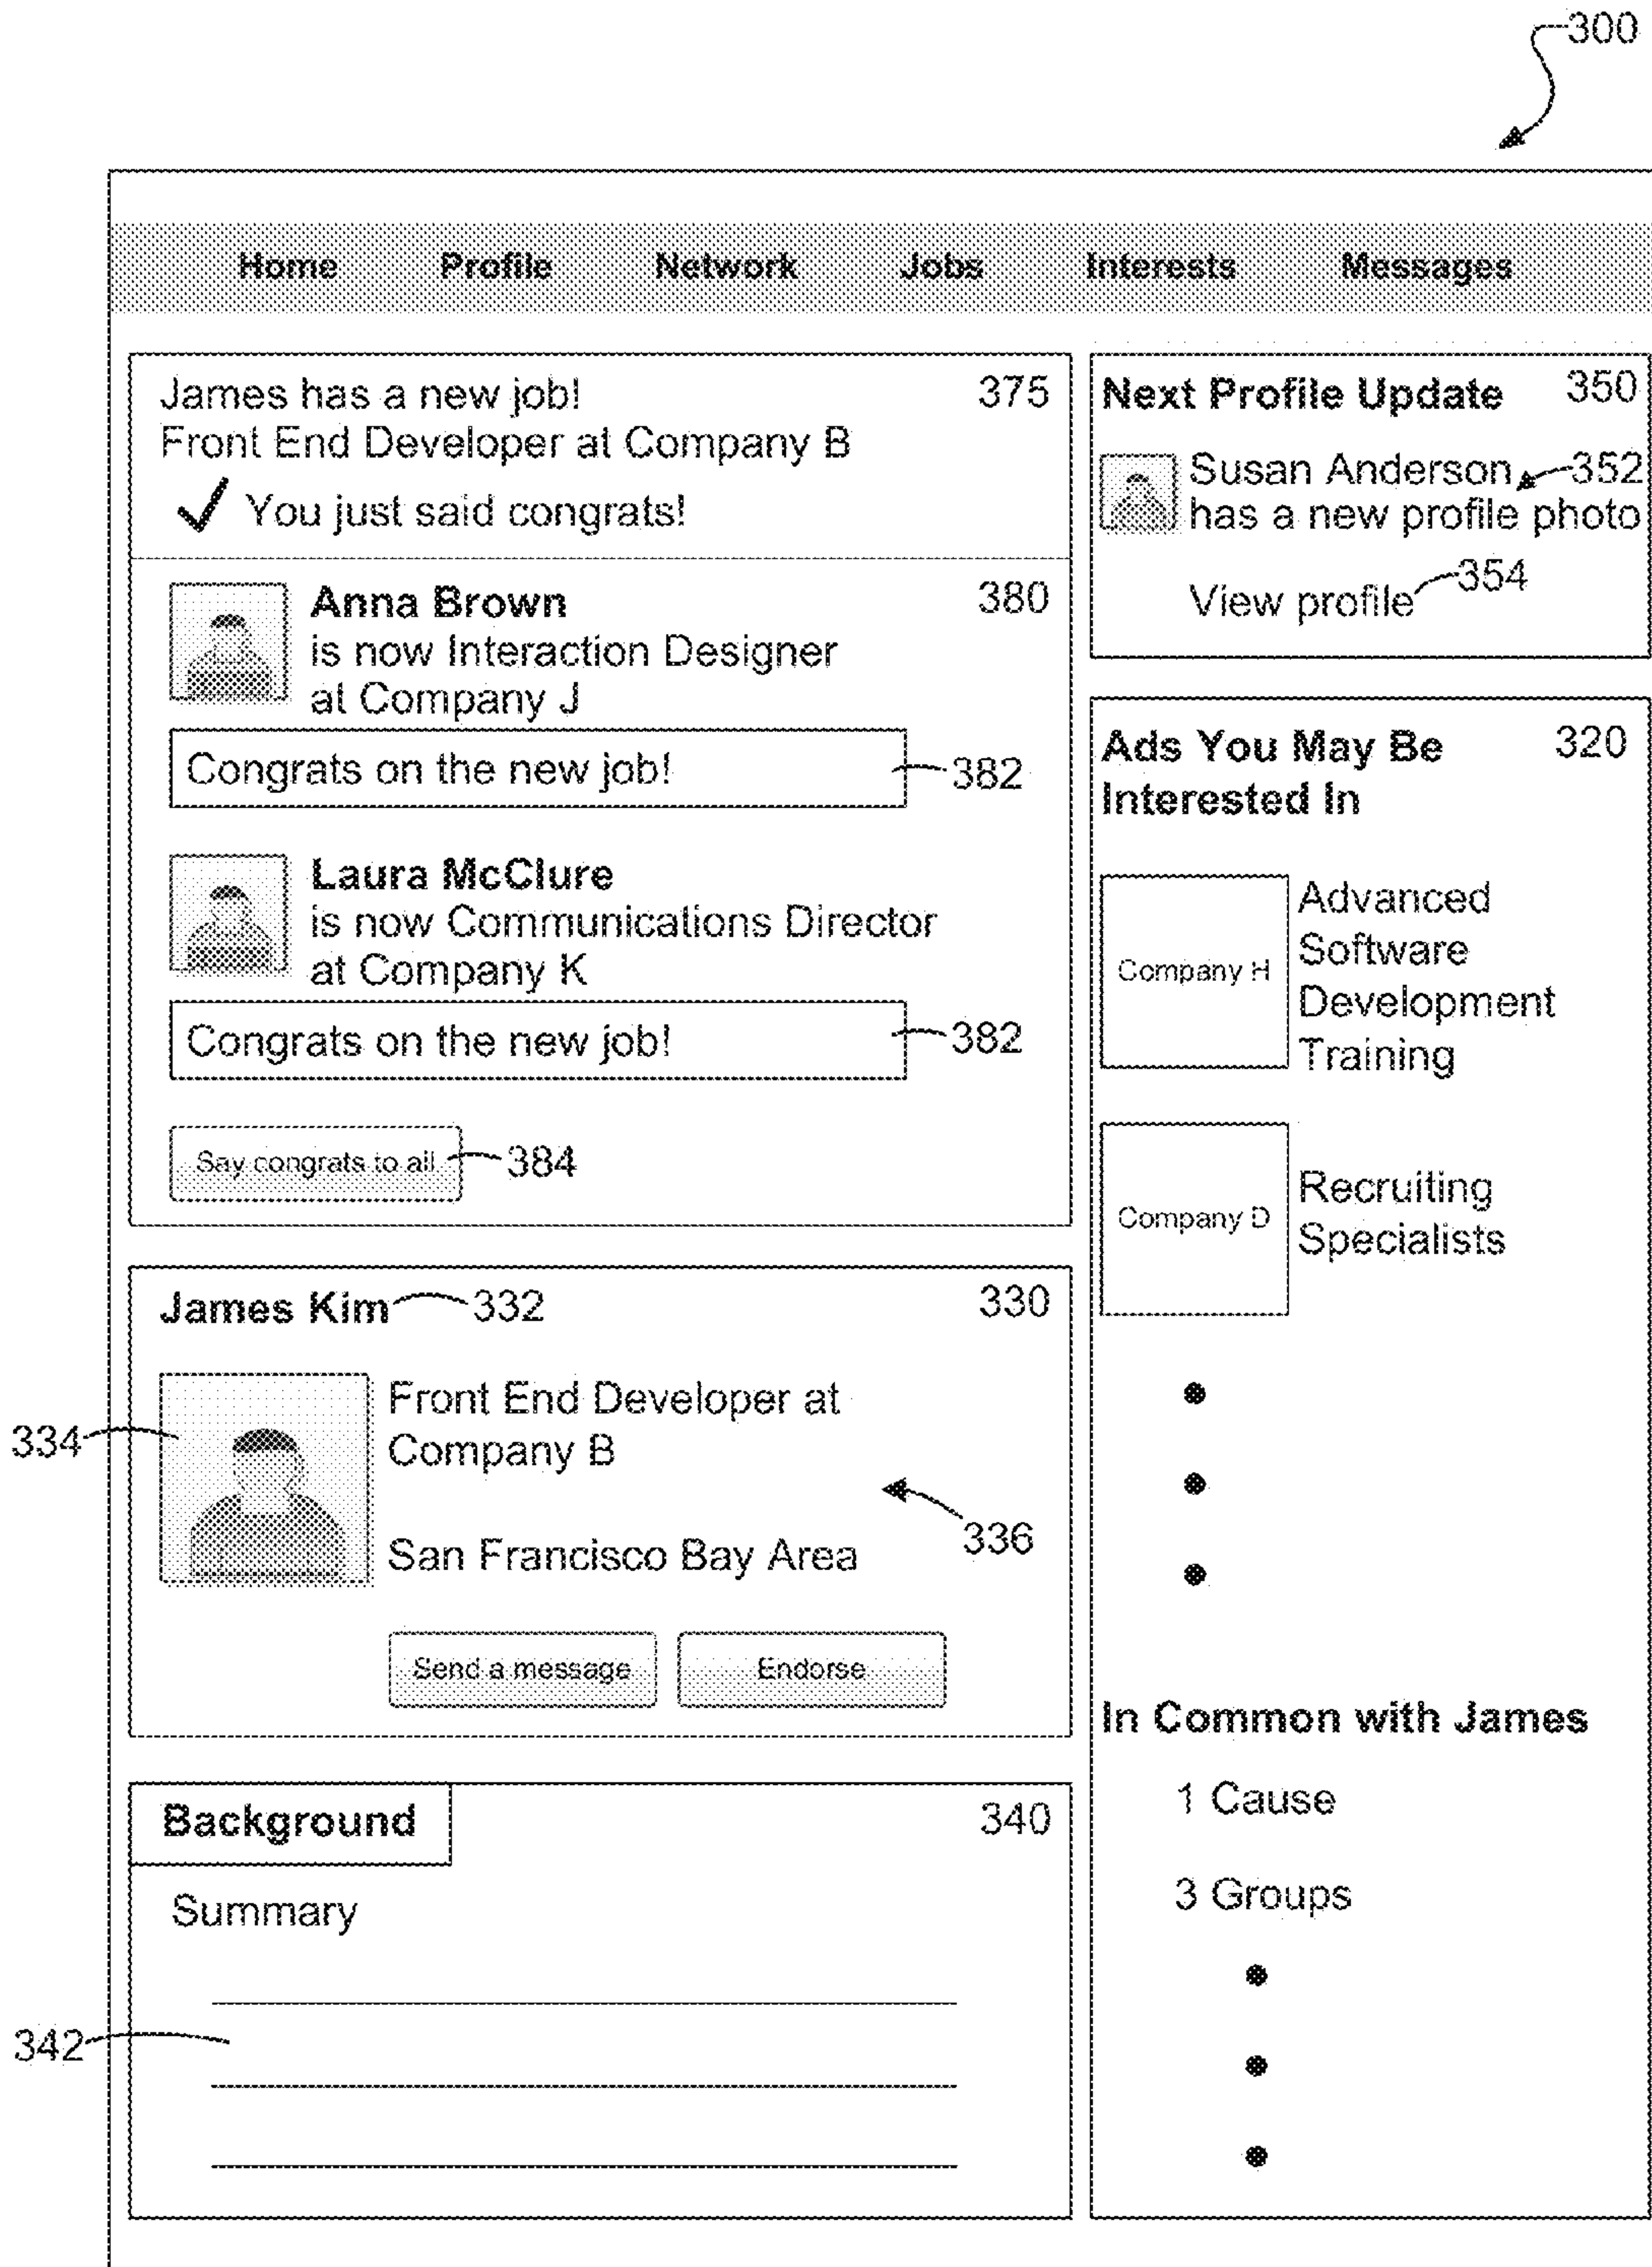 300
Home Profile Network Jobs Interests Messages
James has a new job! 375
Front End Developer at Company B
You just said congrats!
Anna Brown 380
is now Interaction Designer
at Company J
Congrats on the new job! 382
Laura McClure
is now Communications Director
at Company K
Congrats on the new job! 382
Say congrats to all 384
James Kim 332 330
334
Front End Developer at
Company B
336
San Francisco Bay Area
Send a message Endorse
Background 340
Summary
342
Next Profile Update 350
Susan Anderson 352
has a new profile photo
View profile 354
Ads You May Be 320
Interested In
Company H
Advanced
Software
Development
Training
Company D
Recruiting
Specialists
In Common with James
1 Cause
3 Groups